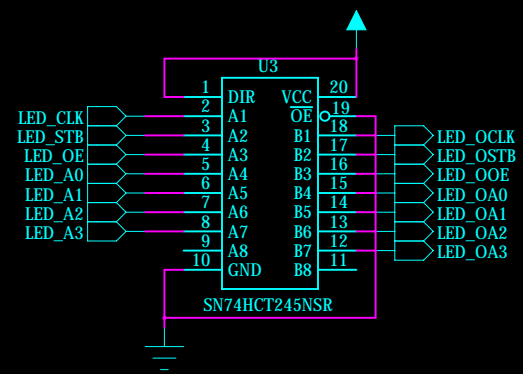 U3
1 DIR VCC 20
2 A1 OE 19
LED_CLK 3 A2 B1 18 LED_OCLK
LED_STB 4 A3 B2 17 LED_OSTB
LED_OE 5 A4 B3 16 LED_OOE
LED_A0 6 A5 B4 15 LED_OA0
LED_A1 7 A6 B5 14 LED_OA1
LED_A2 8 A7 B6 13 LED_OA2
LED_A3 9 A8 B7 12 LED_OA3
10 GND B8 11
SN74HCT245NSR